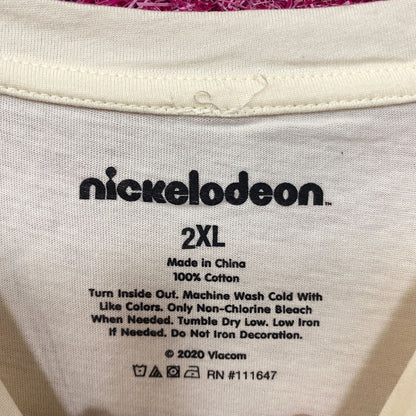 nickelodeon™
2XL
Made in China
100% Cotton
Turn Inside Out. Machine Wash Cold With
Like Colors. Only Non-Chlorine Bleach
When Needed. Tumble Dry Low. Low Iron
If Needed. Do Not Iron Decoration.
© 2020 Viacom
RN #111647